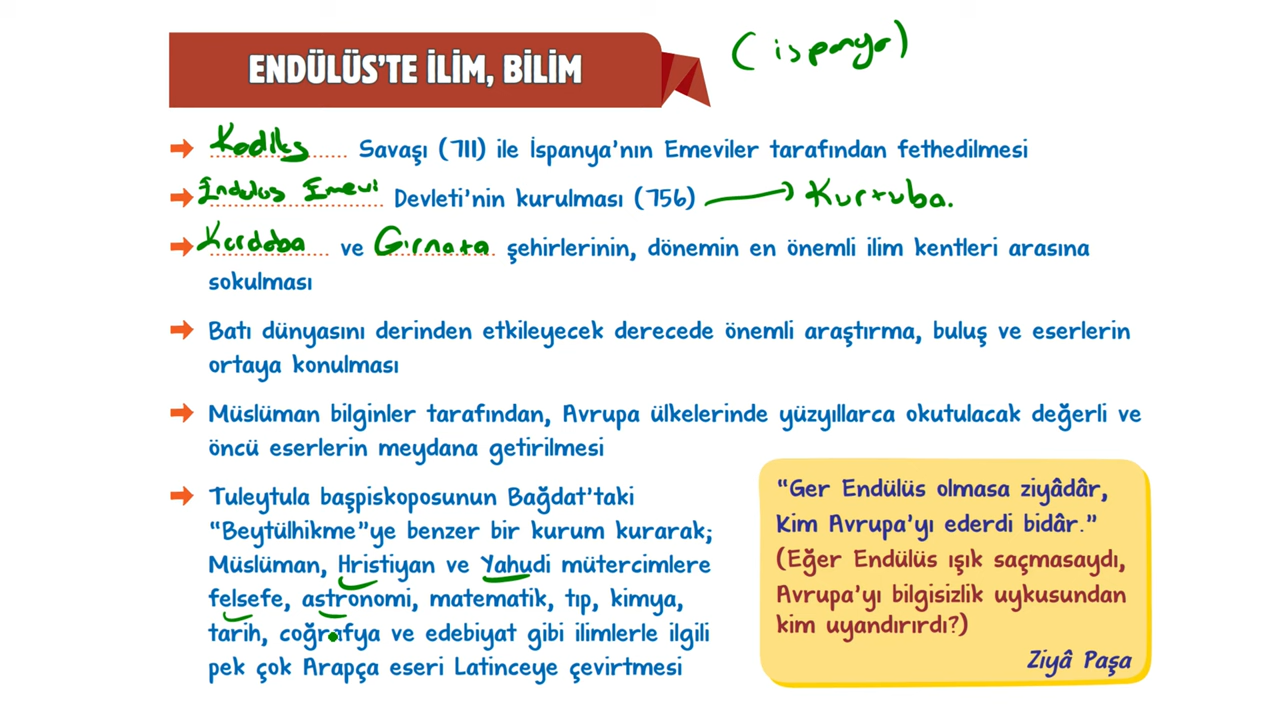 ENDÜLÜS'TE İLİM, BİLİM
(ispanya)
Kadiks Savaşı (711) ile İspanya'nın Emeviler tarafından fethedilmesi
Endülüs Emevi Devleti'nin kurulması (756) → Kurtuba.
Kurdoba ve Gırnata şehirlerinin, dönemin en önemli ilim kentleri arasına
sokulması
Batı dünyasını derinden etkileyecek derecede önemli araştırma, buluş ve eserlerin
ortaya konulması
Müslüman bilginler tarafından, Avrupa ülkelerinde yüzyıllarca okutulacak değerli ve
öncü eserlerin meydana getirilmesi
Tuleytula başpiskoposunun Bağdat'taki
"Beytülhikme"ye benzer bir kurum kurarak;
Müslüman, Hristiyan ve Yahudi mütercimlere
felsefe, astronomi, matematik, tıp, kimya,
tarih, coğrafya ve edebiyat gibi ilimlerle ilgili
pek çok Arapça eseri Latinceye çevirtmesi
"Ger Endülüs olmasa ziyâdâr,
Kim Avrupa'yı ederdi bidâr."
(Eğer Endülüs ışık saçmasaydı,
Avrupa'yı bilgisizlik uykusundan
kim uyandırırdı?)
Ziyâ Paşa